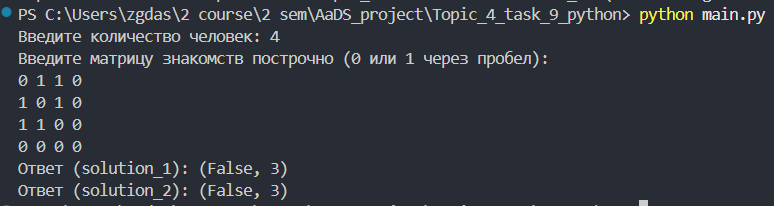 PS C:\Users\zgdas\2 course\2 sem\AaDS_project\Topic_4_task_9_python> python main.py
Введите количество человек: 4
Введите матрицу знакомств построчно (0 или 1 через пробел):
0 1 1 0
1 0 1 0
1 1 0 0
0 0 0 0
Ответ (solution_1): (False, 3)
Ответ (solution_2): (False, 3)